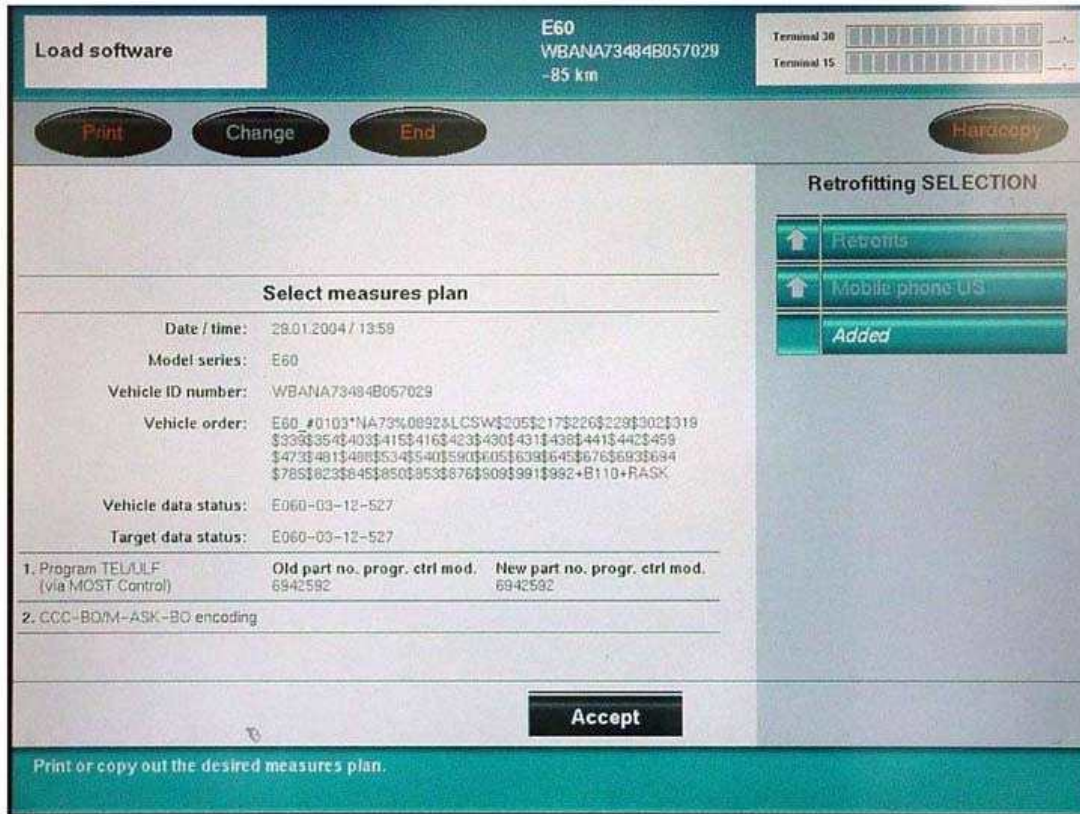 Load software
E60
WBANA73484B057029
-85 km
Terminal 30
Terminal 15
Print
Change
End
Hardcopy
Retrofitting SELECTION
Retrofits
Mobile phone US
Added
Select measures plan
Date / time: 29.01.2004 / 13:59
Model series: E60
Vehicle ID number: WBANA73484B057029
Vehicle order: E60_#0103*NA73%0892&LCSW$205$217$226$229$302$319
$339$354$403$415$416$423$430$431$438$441$442$459
$473$481$488$534$540$590$605$639$645$676$693$694
$785$823$845$850$853$876$909$991$992+B110+RASK
Vehicle data status: E060-03-12-527
Target data status: E060-03-12-527
1. Program TEL/ULF Old part no. progr. ctrl mod. New part no. progr. ctrl mod.
(via MOST Control) 6942592 6942592
2. CCC-BO/M-ASK-BO encoding
Accept
Print or copy out the desired measures plan.